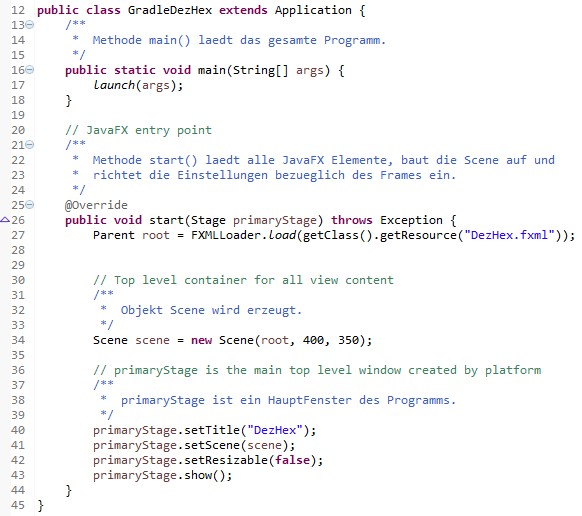 12 public class GradleDezHex extends Application {
13 /**
14 * Methode main() laedt das gesamte Programm.
15 */
16 public static void main(String[] args) {
17 launch(args);
18 }
19
20 // JavaFX entry point
21 /**
22 * Methode start() laedt alle JavaFX Elemente, baut die Scene auf und
23 * richtet die Einstellungen bezueglich des Frames ein.
24 */
25 @Override
26 public void start(Stage primaryStage) throws Exception {
27 Parent root = FXMLLoader.load(getClass().getResource("DezHex.fxml"));
28
29
30 // Top level container for all view content
31 /**
32 * Objekt Scene wird erzeugt.
33 */
34 Scene scene = new Scene(root, 400, 350);
35
36 // primaryStage is the main top level window created by platform
37 /**
38 * primaryStage ist ein HauptFenster des Programms.
39 */
40 primaryStage.setTitle("DezHex");
41 primaryStage.setScene(scene);
42 primaryStage.setResizable(false);
43 primaryStage.show();
44 }
45 }